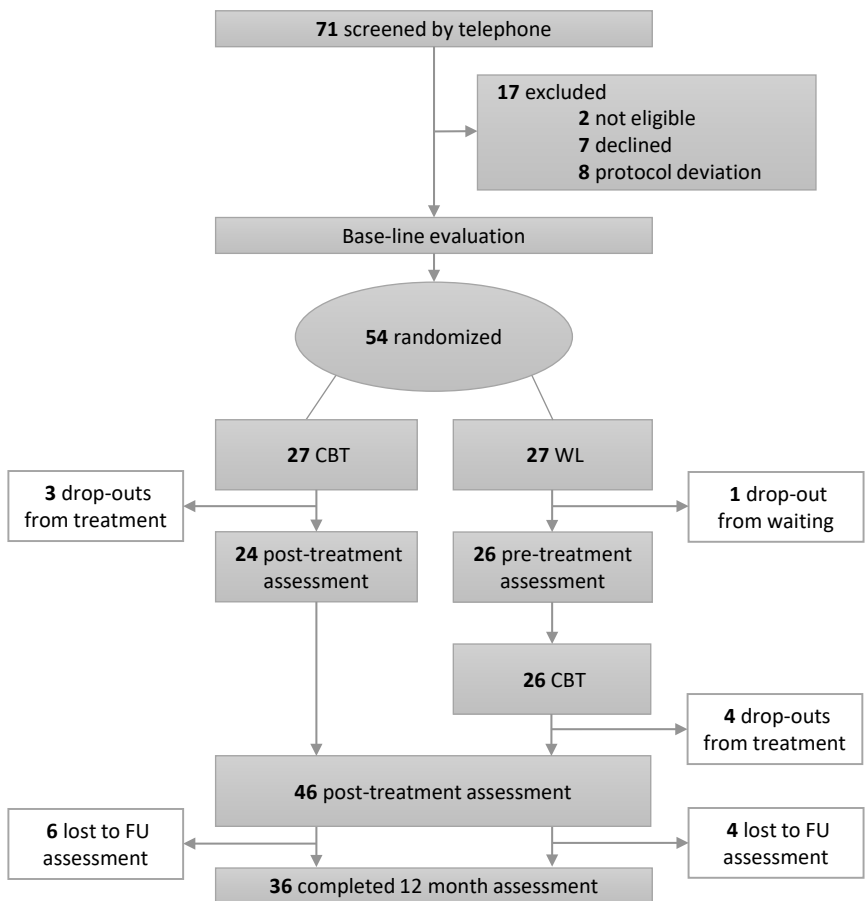 71 screened by telephone
17 excluded
2 not eligible
7 declined
8 protocol deviation
Base-line evaluation
54 randomized
27 CBT
27 WL
3 drop-outs
from treatment
1 drop-out
from waiting
24 post-treatment
assessment
26 pre-treatment
assessment
26 CBT
4 drop-outs
from treatment
46 post-treatment assessment
6 lost to FU
assessment
4 lost to FU
assessment
36 completed 12 month assessment